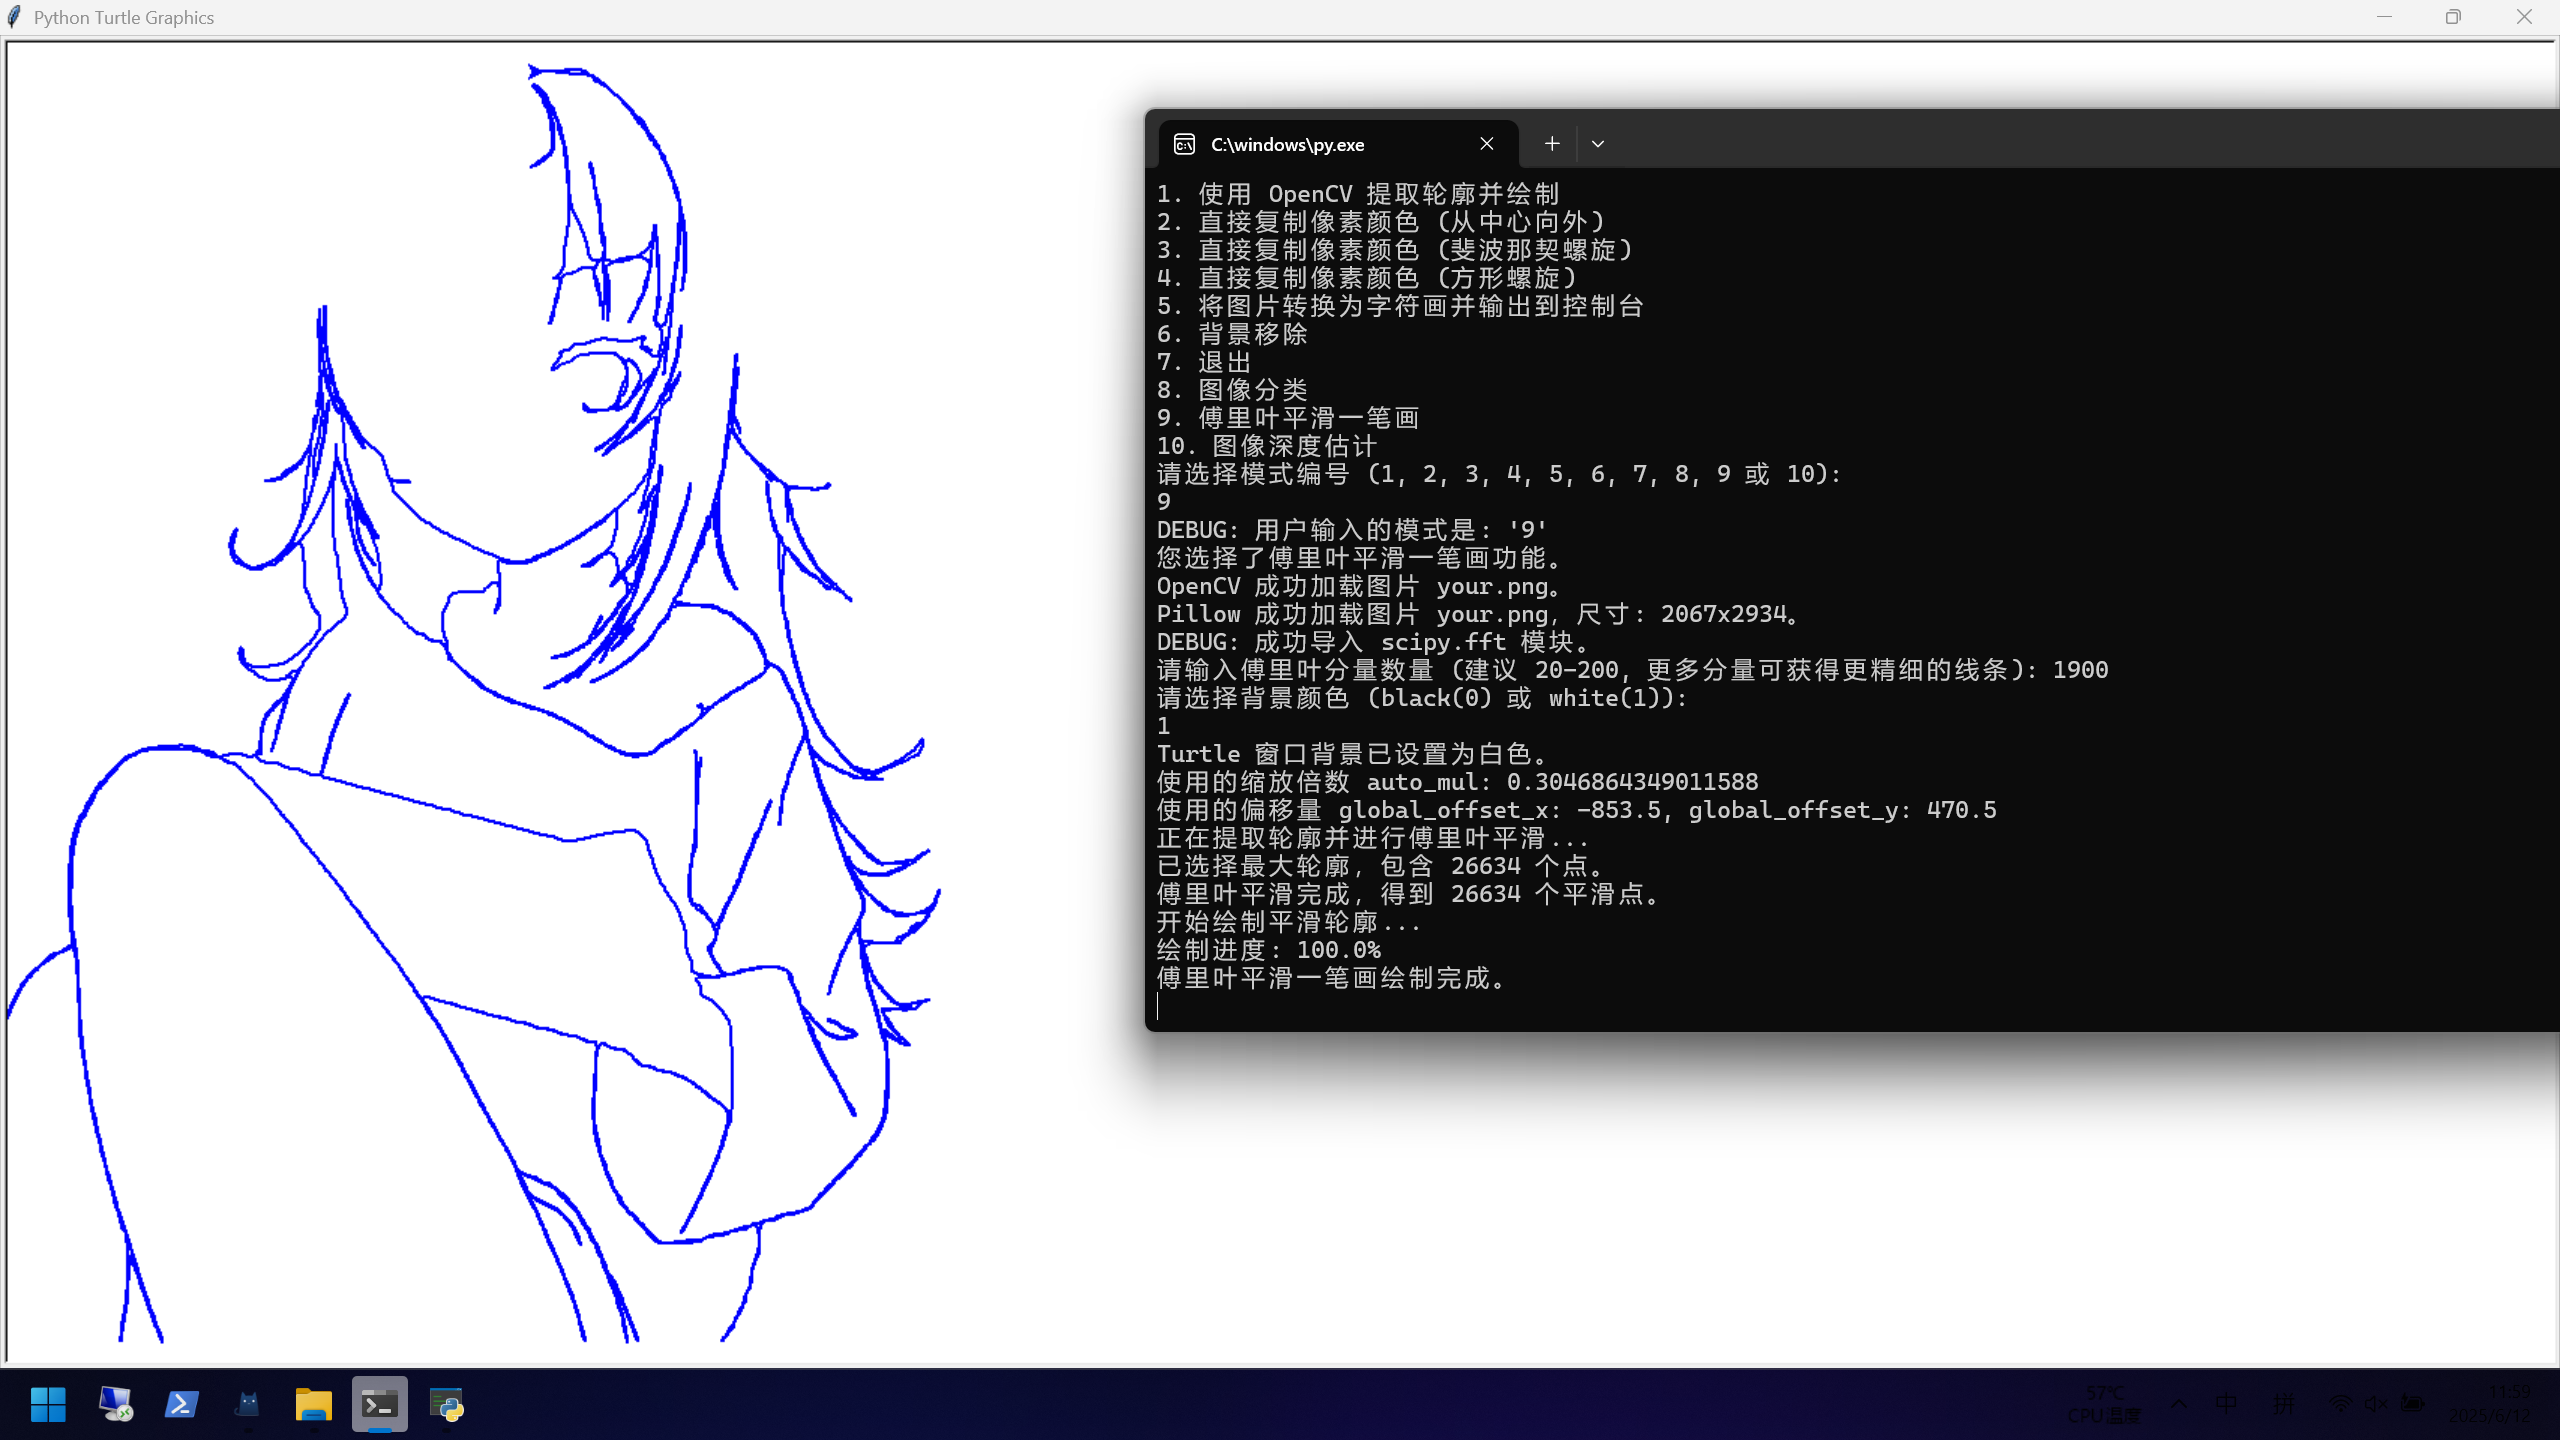 Python Turtle Graphics
C:\windows\py.exe
1. 使用 OpenCV 提取轮廓并绘制
2. 直接复制像素颜色 (从中心向外)
3. 直接复制像素颜色 (斐波那契螺旋)
4. 直接复制像素颜色 (方形螺旋)
5. 将图片转换为字符画并输出到控制台
6. 背景移除
7. 退出
8. 图像分类
9. 傅里叶平滑一笔画
10. 图像深度估计
请选择模式编号 (1, 2, 3, 4, 5, 6, 7, 8, 9 或 10):
9
DEBUG: 用户输入的模式是: '9'
您选择了傅里叶平滑一笔画功能。
OpenCV 成功加载图片 your.png。
Pillow 成功加载图片 your.png, 尺寸: 2067x2934。
DEBUG: 成功导入 scipy.fft 模块。
请输入傅里叶分量数量 (建议 20-200, 更多分量可获得更精细的线条): 1900
请选择背景颜色 (black(0) 或 white(1)):
1
Turtle 窗口背景已设置为白色。
使用的缩放倍数 auto_mul: 0.3046864349011588
使用的偏移量 global_offset_x: -853.5, global_offset_y: 470.5
正在提取轮廓并进行傅里叶平滑...
已选择最大轮廓, 包含 26634 个点。
傅里叶平滑完成, 得到 26634 个平滑点。
开始绘制平滑轮廓...
绘制进度: 100.0%
傅里叶平滑一笔画绘制完成。
57℃
CPU温度
中
拼
11:59
2025/6/12